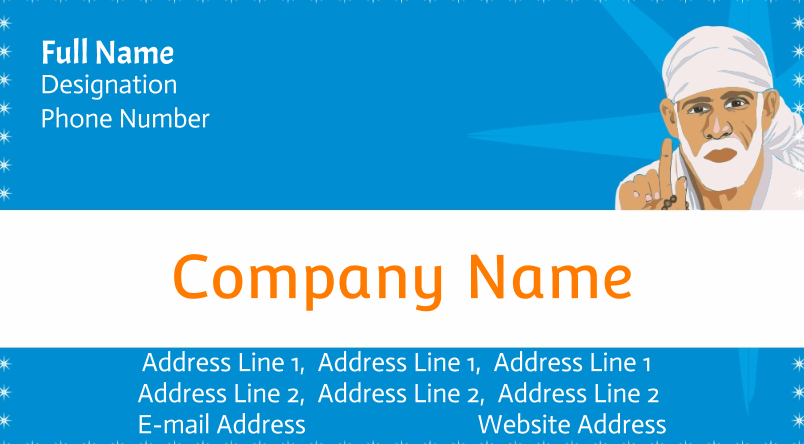 Full Name
Designation
Phone Number
Company Name
Address Line 1, Address Line 1, Address Line 1
Address Line 2, Address Line 2, Address Line 2
E-mail Address Website Address